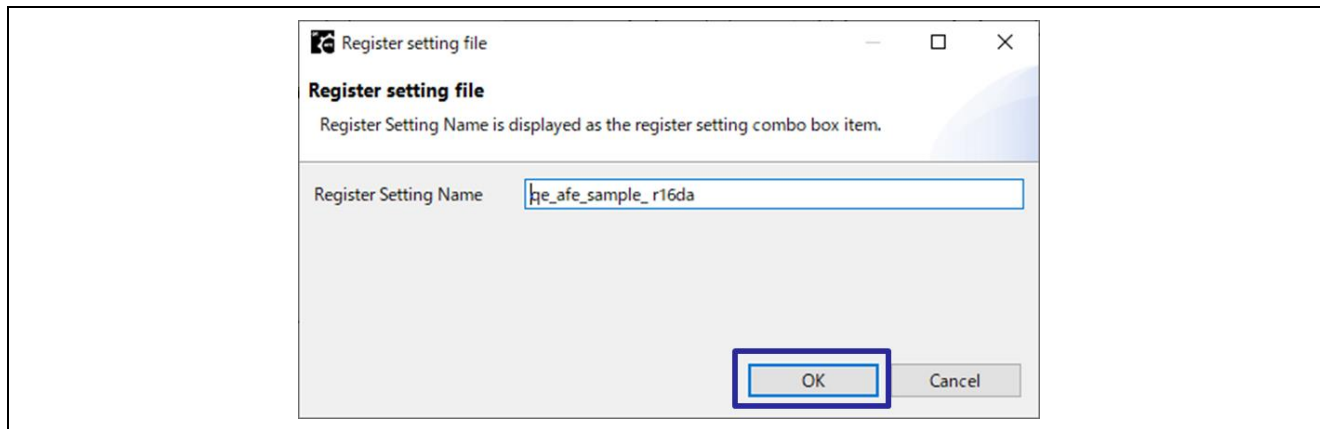 Register setting file
Register setting file
Register Setting Name is displayed as the register setting combo box item.
Register Setting Name qe_afe_sample_ r16da
OK Cancel